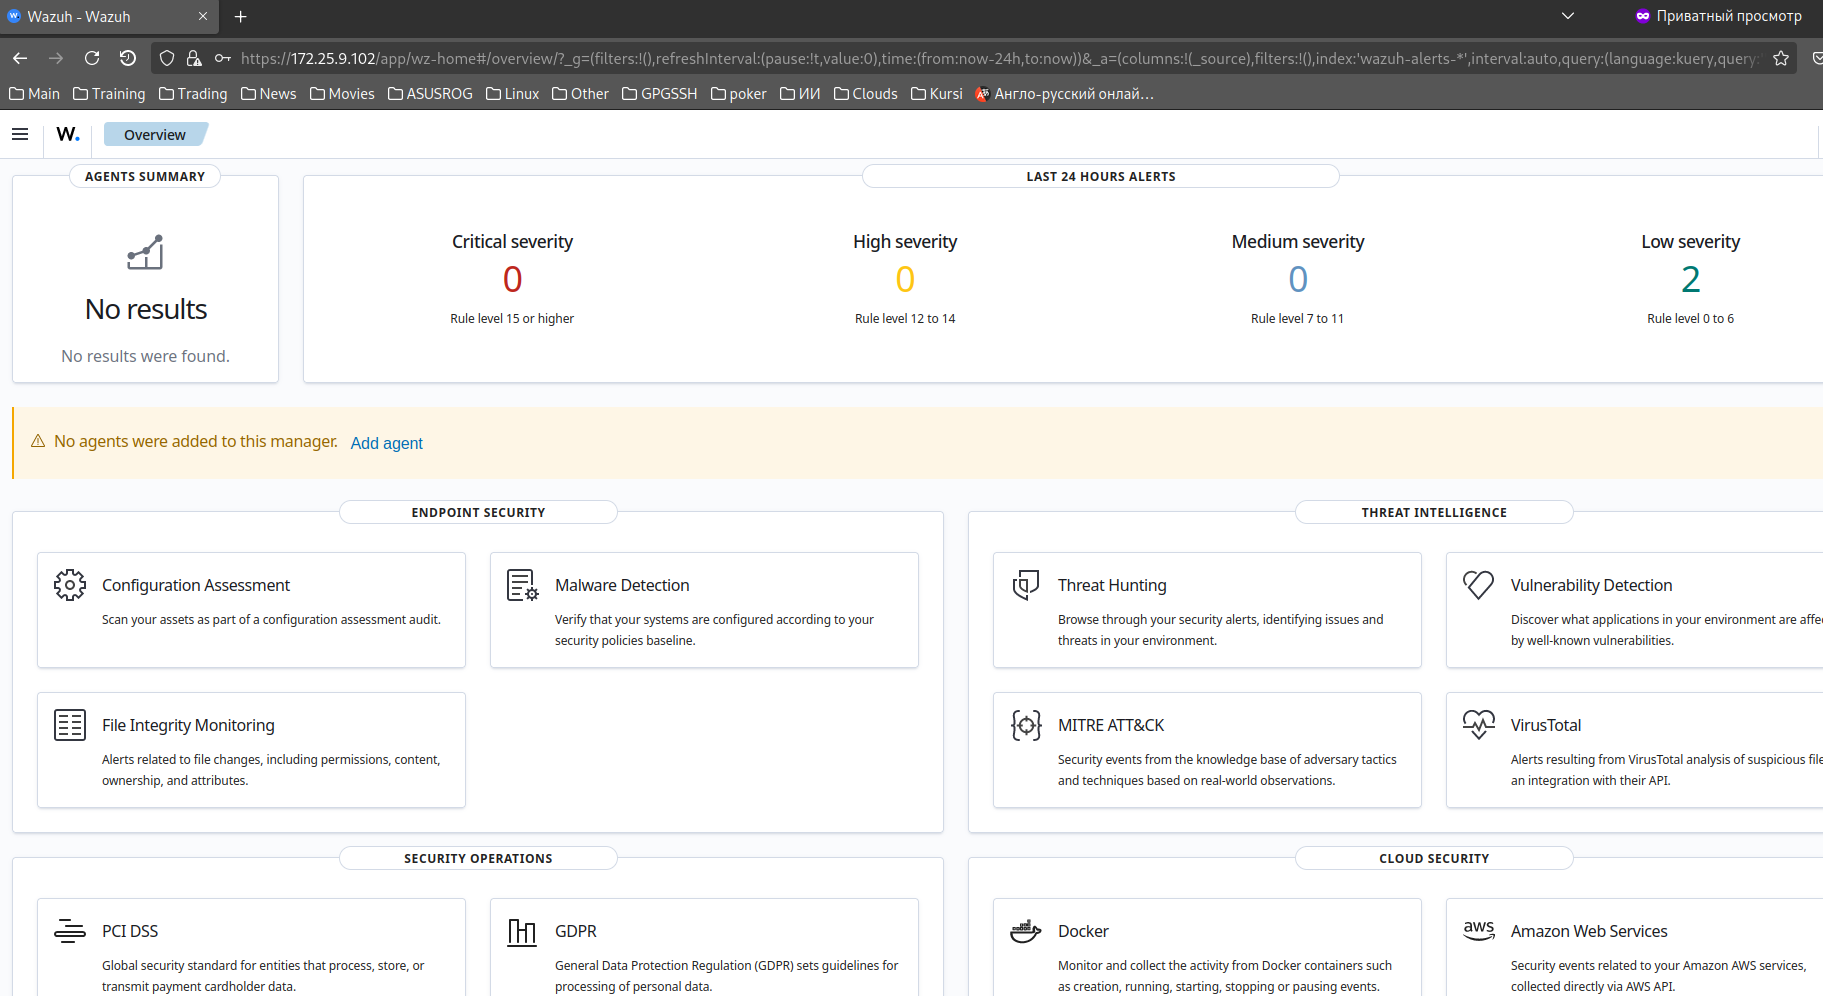 Wazuh - Wazuh
Приватный просмотр
https://172.25.9.102/app/wz-home#/overview/?_g=(filters:!(),refreshInterval:(pause:!t,value:0),time:(from:now-24h,to:now))&_a=(columns:!(_source),filters:!(),index:'wazuh-alerts-*',interval:auto,query:(language:kuery,query:'
Main Training Trading News Movies ASUSROG Linux Other GPGSSH poker ИИ Clouds Kursi Англо-русский онлай…
W. Overview
AGENTS SUMMARY
No results
No results were found.
LAST 24 HOURS ALERTS
Critical severity
0
Rule level 15 or higher
High severity
0
Rule level 12 to 14
Medium severity
0
Rule level 7 to 11
Low severity
2
Rule level 0 to 6
No agents were added to this manager. Add agent
ENDPOINT SECURITY
Configuration Assessment
Scan your assets as part of a configuration assessment audit.
Malware Detection
Verify that your systems are configured according to your
security policies baseline.
File Integrity Monitoring
Alerts related to file changes, including permissions, content,
ownership, and attributes.
THREAT INTELLIGENCE
Threat Hunting
Browse through your security alerts, identifying issues and
threats in your environment.
Vulnerability Detection
Discover what applications in your environment are affe
by well-known vulnerabilities.
MITRE ATT&CK
Security events from the knowledge base of adversary tactics
and techniques based on real-world observations.
VirusTotal
Alerts resulting from VirusTotal analysis of suspicious file
an integration with their API.
SECURITY OPERATIONS
PCI DSS
Global security standard for entities that process, store, or
transmit payment cardholder data.
GDPR
General Data Protection Regulation (GDPR) sets guidelines for
processing of personal data.
CLOUD SECURITY
Docker
Monitor and collect the activity from Docker containers such
as creation, running, starting, stopping or pausing events.
aws
Amazon Web Services
Security events related to your Amazon AWS services,
collected directly via AWS API.